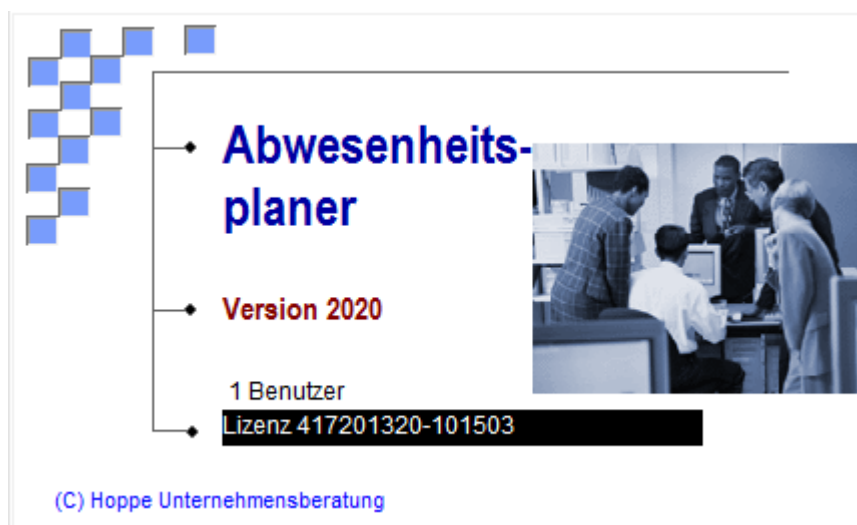 Abwesenheits-
planer
Version 2020
1 Benutzer
Lizenz 417201320-101503
(C) Hoppe Unternehmensberatung